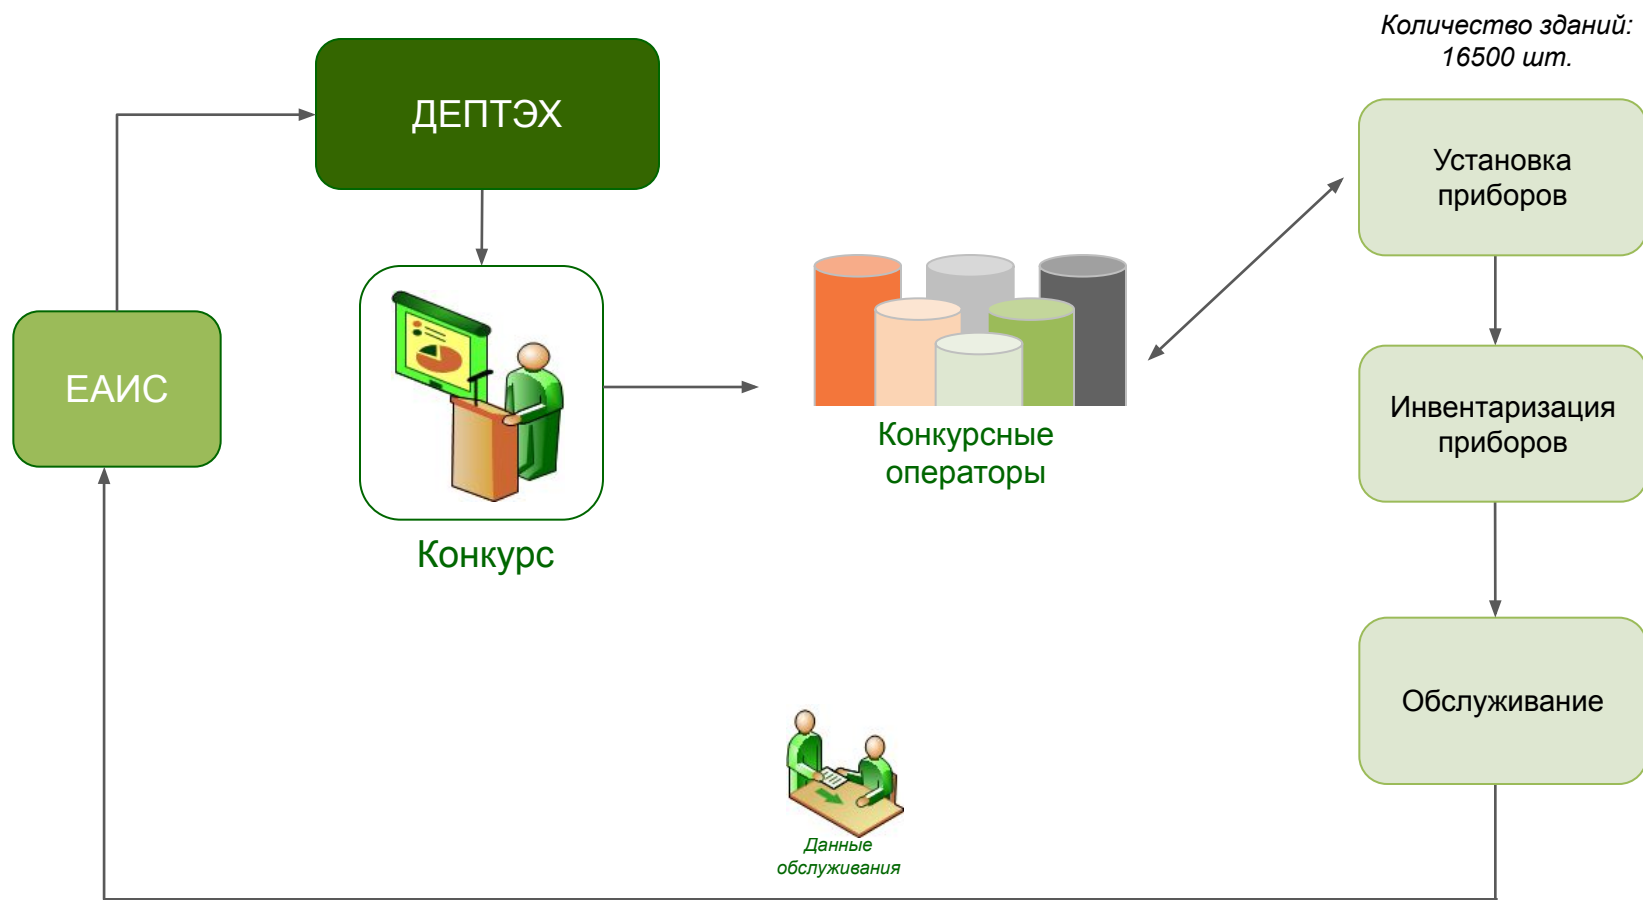 Количество зданий:
16500 шт.
ДЕПТЭХ
Установка
приборов
ЕАИС
Инвентаризация
приборов
Конкурсные
операторы
Конкурс
Обслуживание
Данные
обслуживания